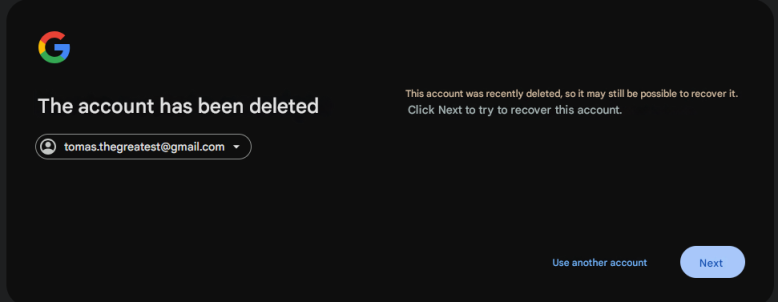 The account has been deleted
tomas.thegreatest@gmail.com
This account was recently deleted, so it may still be possible to recover it.
Click Next to try to recover this account.
Use another account
Next